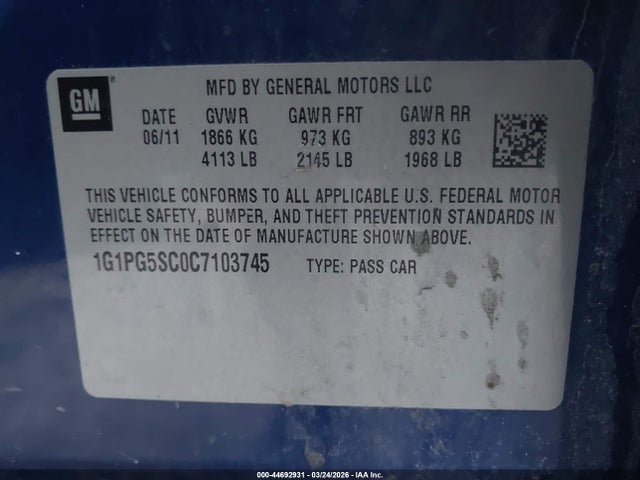 GM
MFD BY GENERAL MOTORS LLC
DATE GVWR GAWR FRT GAWR RR
06/11 1866 KG 973 KG 893 KG
4113 LB 2145 LB 1968 LB
THIS VEHICLE CONFORMS TO ALL APPLICABLE U.S. FEDERAL MOTOR
VEHICLE SAFETY, BUMPER, AND THEFT PREVENTION STANDARDS IN
EFFECT ON THE DATE OF MANUFACTURE SHOWN ABOVE.
1G1PG5SC0C7103745 TYPE: PASS CAR
000-44692931 - 03/24/2026 - IAA Inc.